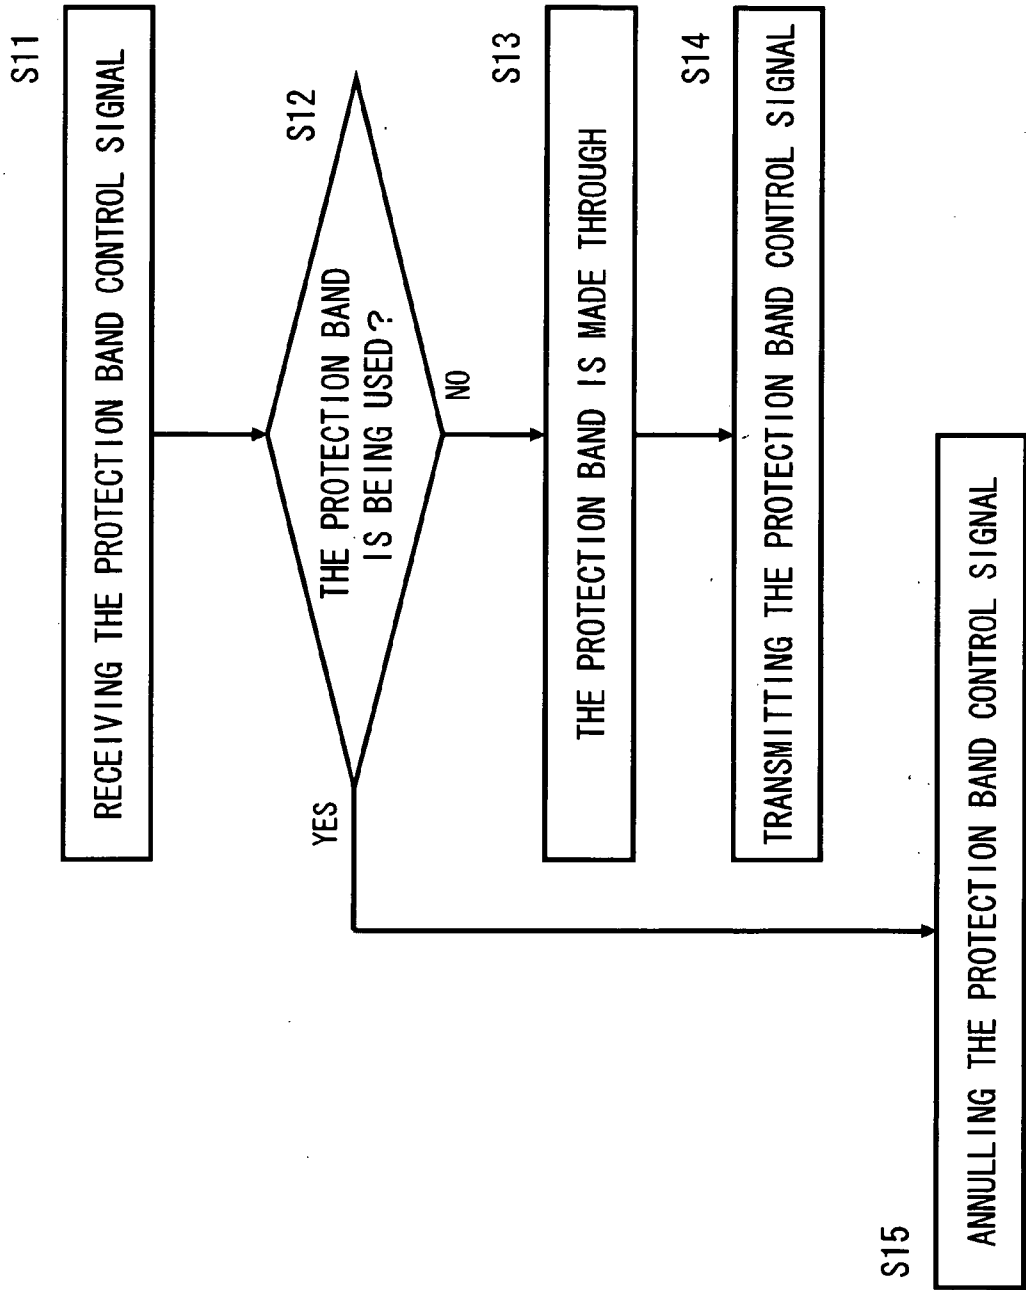 S11
RECEIVING THE PROTECTION BAND CONTROL SIGNAL
S12
THE PROTECTION BAND
IS BEING USED?
YES
NO
S13
THE PROTECTION BAND IS MADE THROUGH
S14
TRANSMITTING THE PROTECTION BAND CONTROL SIGNAL
S15
ANNULLING THE PROTECTION BAND CONTROL SIGNAL